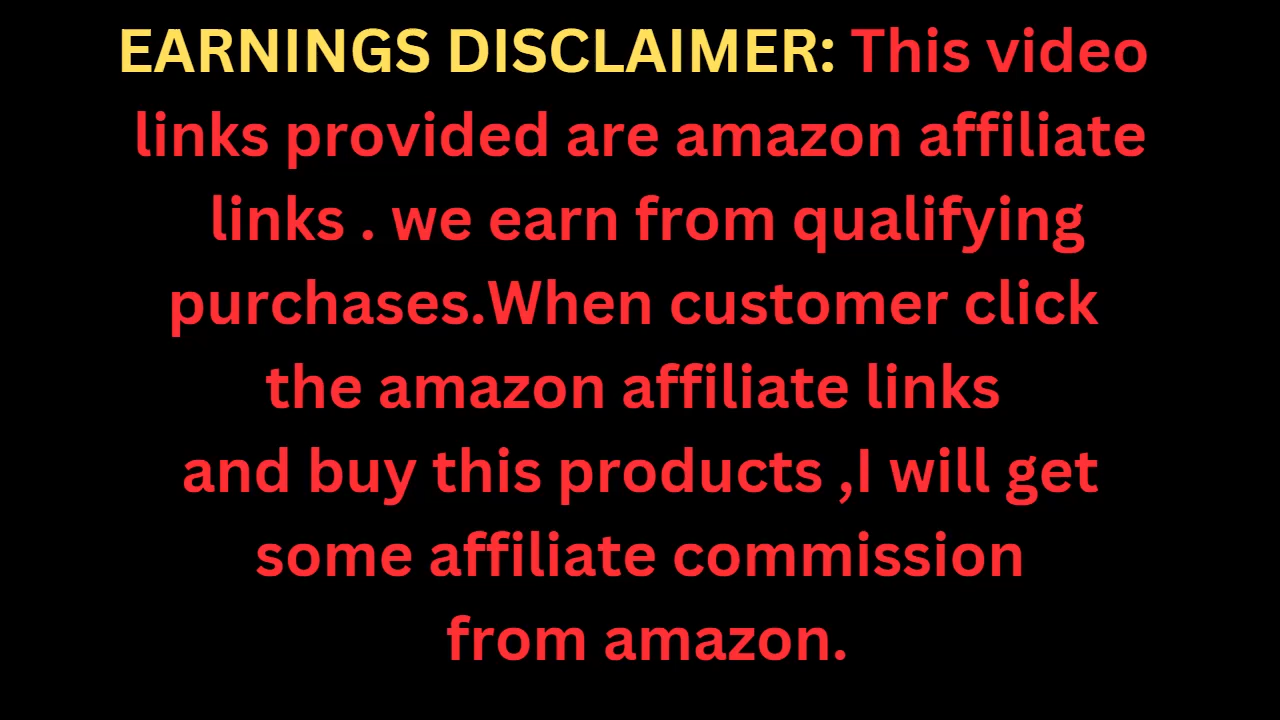 EARNINGS DISCLAIMER: This video
links provided are amazon affiliate
links . we earn from qualifying
purchases.When customer click
the amazon affiliate links
and buy this products ,I will get
some affiliate commission
from amazon.